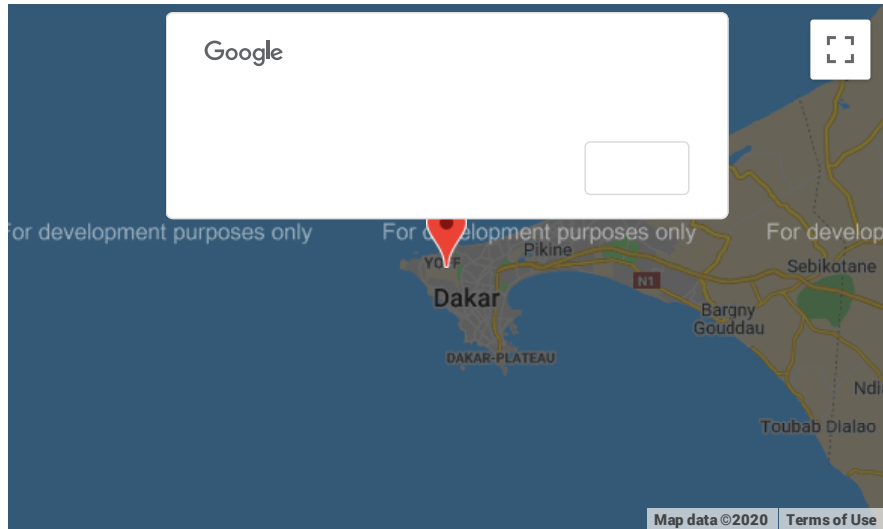 Google
For development purposes only
For development purposes only
For develop
YOFF
Pikine
Sebikotane
N1
Dakar
Bargny
Gouddau
DAKAR-PLATEAU
Ndi
Toubab Dialao
Map data ©2020
Terms of Use